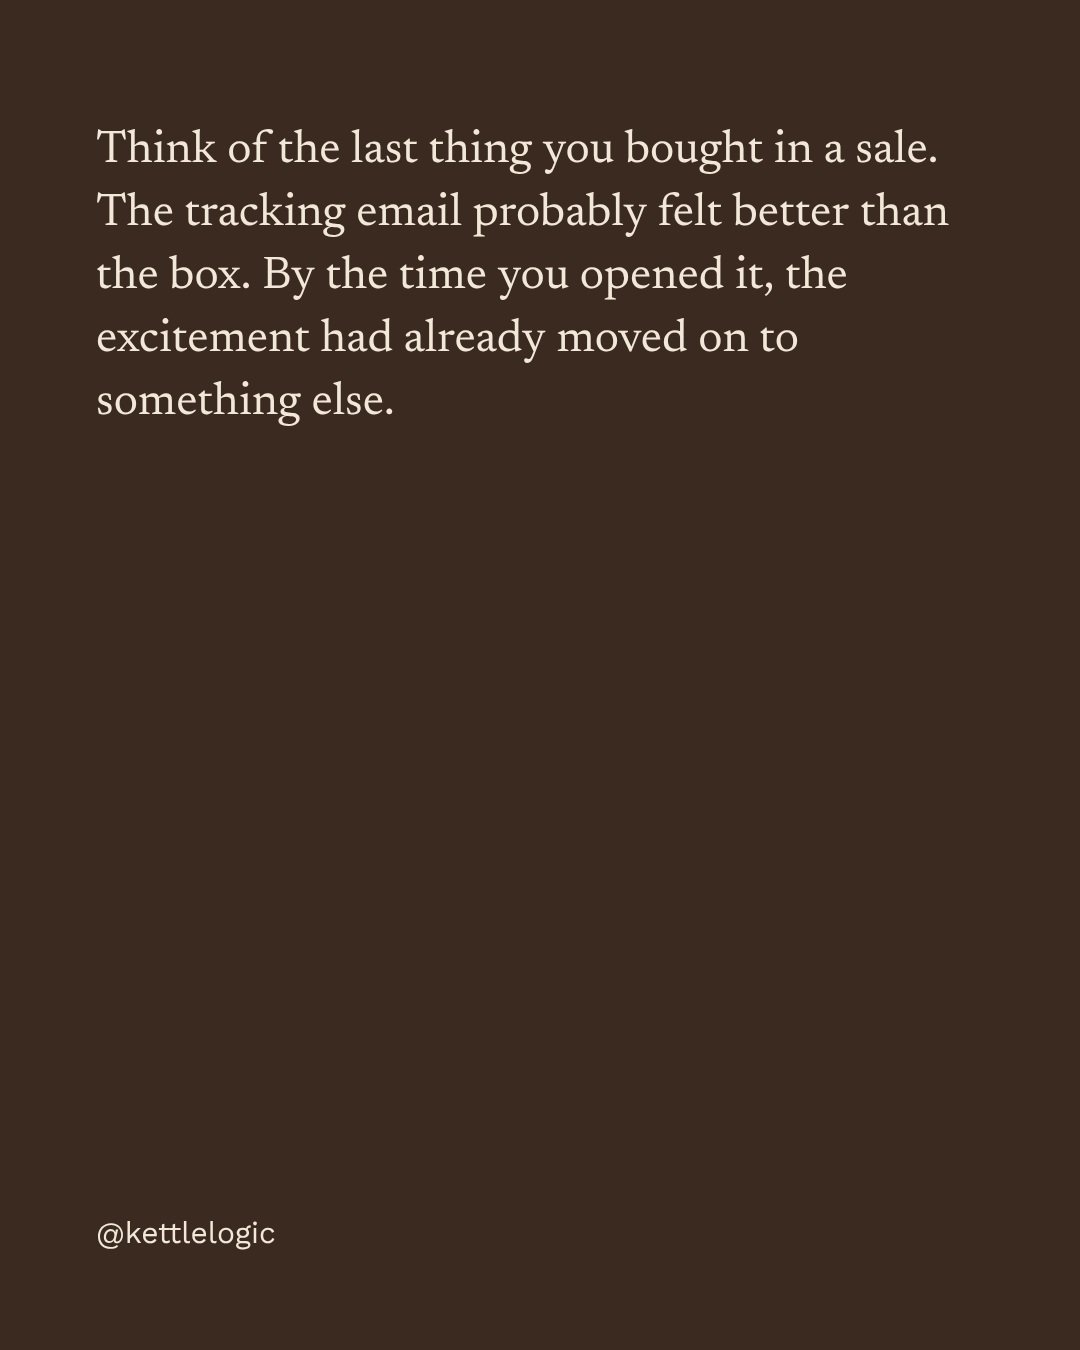 Think of the last thing you bought in a sale.
The tracking email probably felt better than
the box. By the time you opened it, the
excitement had already moved on to
something else.
@kettlelogic